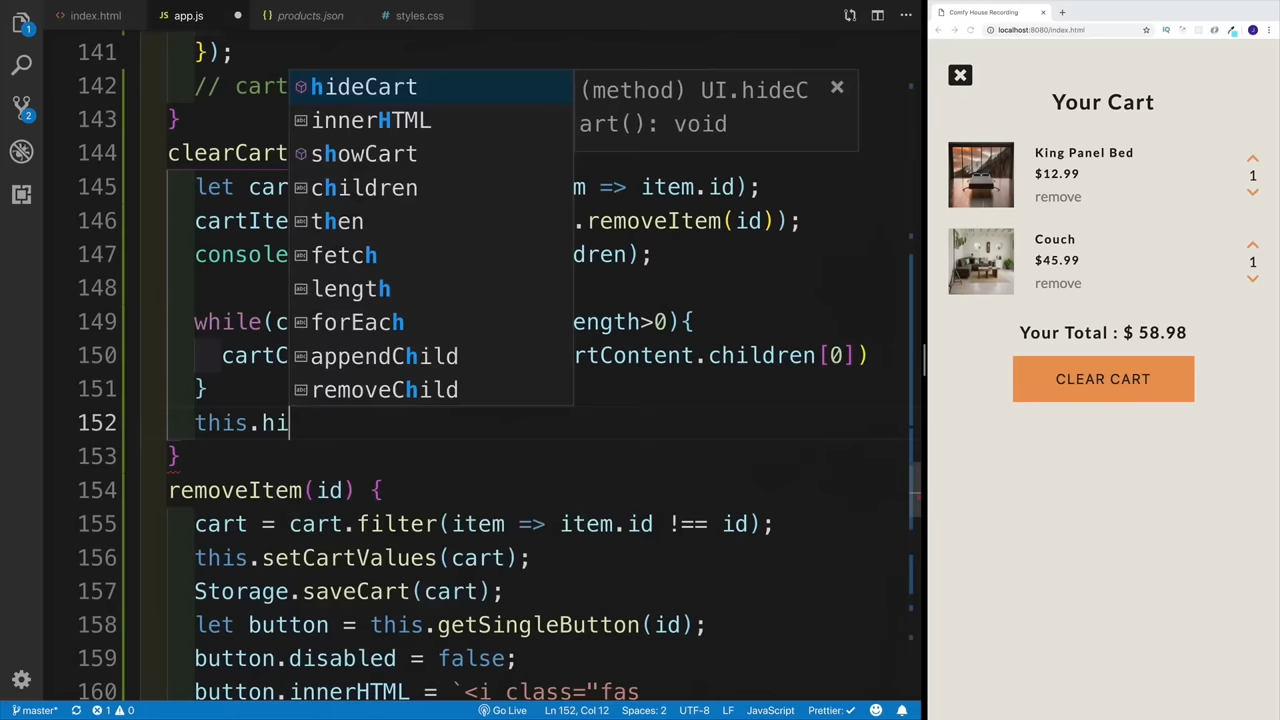 index.html
app.js
products.json
styles.css
Comfy House Recording
localhost:8080/index.html
141 });
142 // cart
143 }
144 clearCart
145 let car m => item.id);
146 cartIte .removeItem(id));
147 console dren);
148
149 while(c ength>0){
150 cartC rtContent.children[0])
151 }
152 this.hi
153 }
154 removeItem(id) {
155 cart = cart.filter(item => item.id !== id);
156 this.setCartValues(cart);
157 Storage.saveCart(cart);
158 let button = this.getSingleButton(id);
159 button.disabled = false;
160 button.innerHTML = `<i class="fas
hideCart
innerHTML
showCart
children
then
fetch
length
forEach
appendChild
removeChild
(method) UI.hideC
art(): void
Your Cart
King Panel Bed
$12.99
remove
1
Couch
$45.99
remove
1
Your Total : $ 58.98
CLEAR CART
1
2
master*
1
0
Go Live
Ln 152, Col 12
Spaces: 2
UTF-8
LF
JavaScript
Prettier: ✓